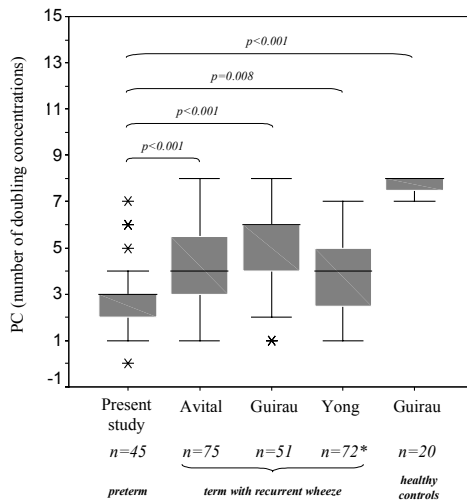 PC (number of doubling concentrations)
15
13
11
9
7
5
3
1
-1
p<0.001
p=0.008
p<0.001
p<0.001
Present study Avital Guirau Yong Guirau
n=45 n=75 n=51 n=72* n=20
preterm term with recurrent wheeze healthy controls